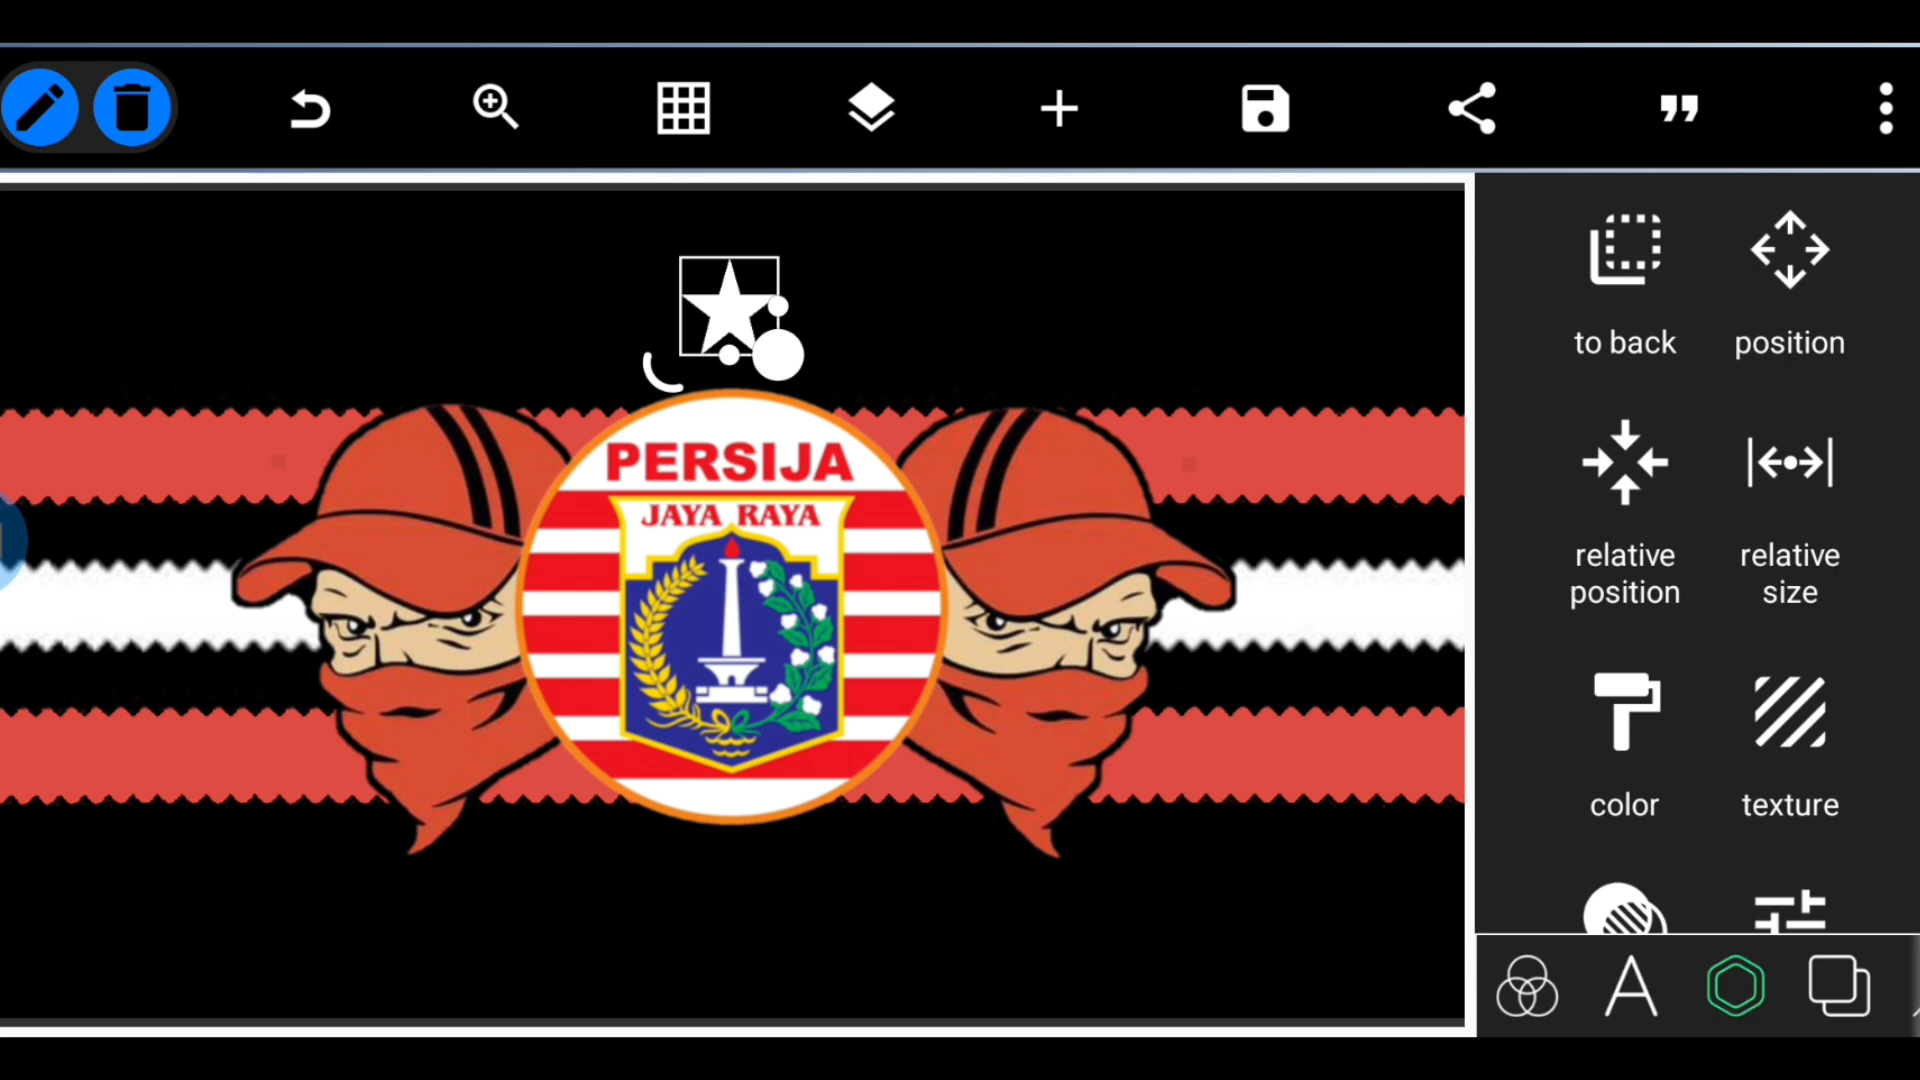 to back
position
PERSIJA
JAYA RAYA
relative
position
relative
size
color
texture
A